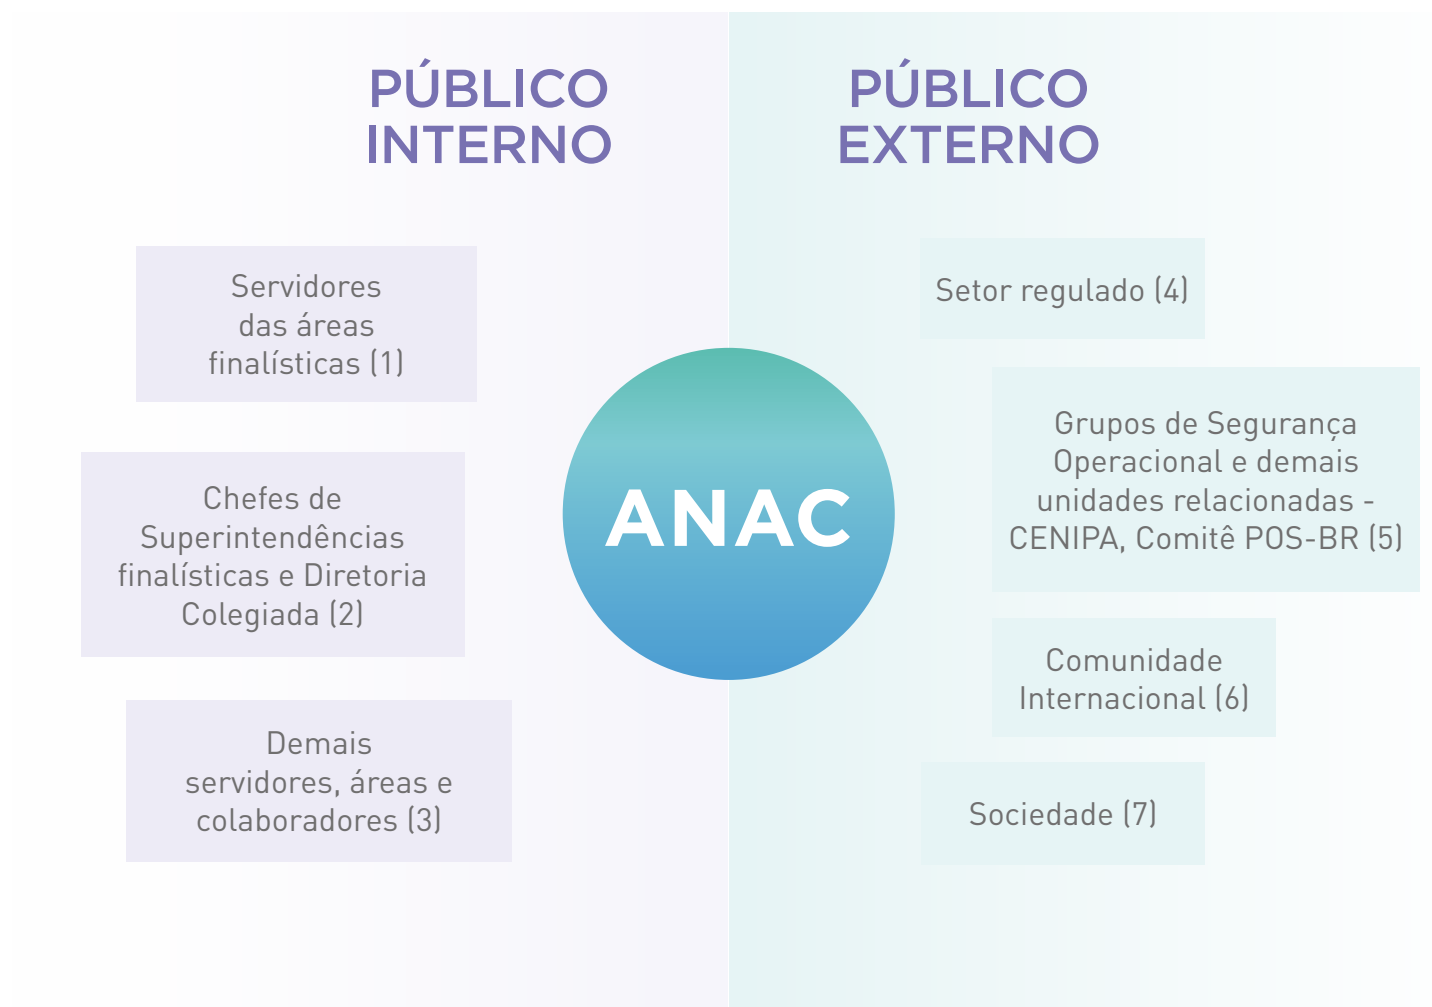 PÚBLICO
INTERNO
Servidores
das áreas
finalísticas (1)
Chefes de
Superintendências
finalísticas e Diretoria
Colegiada (2)
Demais
servidores, áreas e
colaboradores (3)
ANAC
PÚBLICO
EXTERNO
Setor regulado (4)
Grupos de Segurança
Operacional e demais
unidades relacionadas -
CENIPA, Comitê POS-BR (5)
Comunidade
Internacional (6)
Sociedade (7)